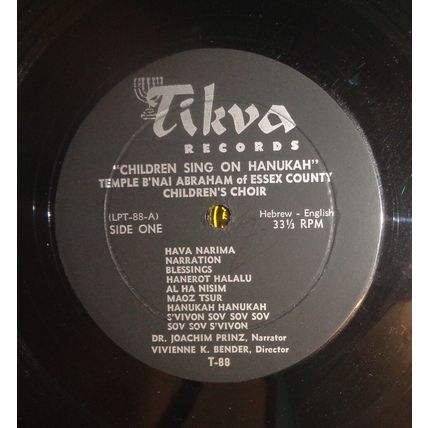 Tikva
RECORDS
"CHILDREN SING ON HANUKAH"
TEMPLE B'NAI ABRAHAM of ESSEX COUNTY
CHILDREN'S CHOIR
(LPT-88-A) Hebrew - English
SIDE ONE 33⅓ RPM
HAVA NARIMA
NARRATION
BLESSINGS
HANEROT HALALU
AL HA NISIM
MAOZ TSUR
HANUKAH HANUKAH
S'VIVON SOV SOV SOV
SOV SOV S'VIVON
DR. JOACHIM PRINZ, Narrator
VIVIENNE K. BENDER, Director
T-88